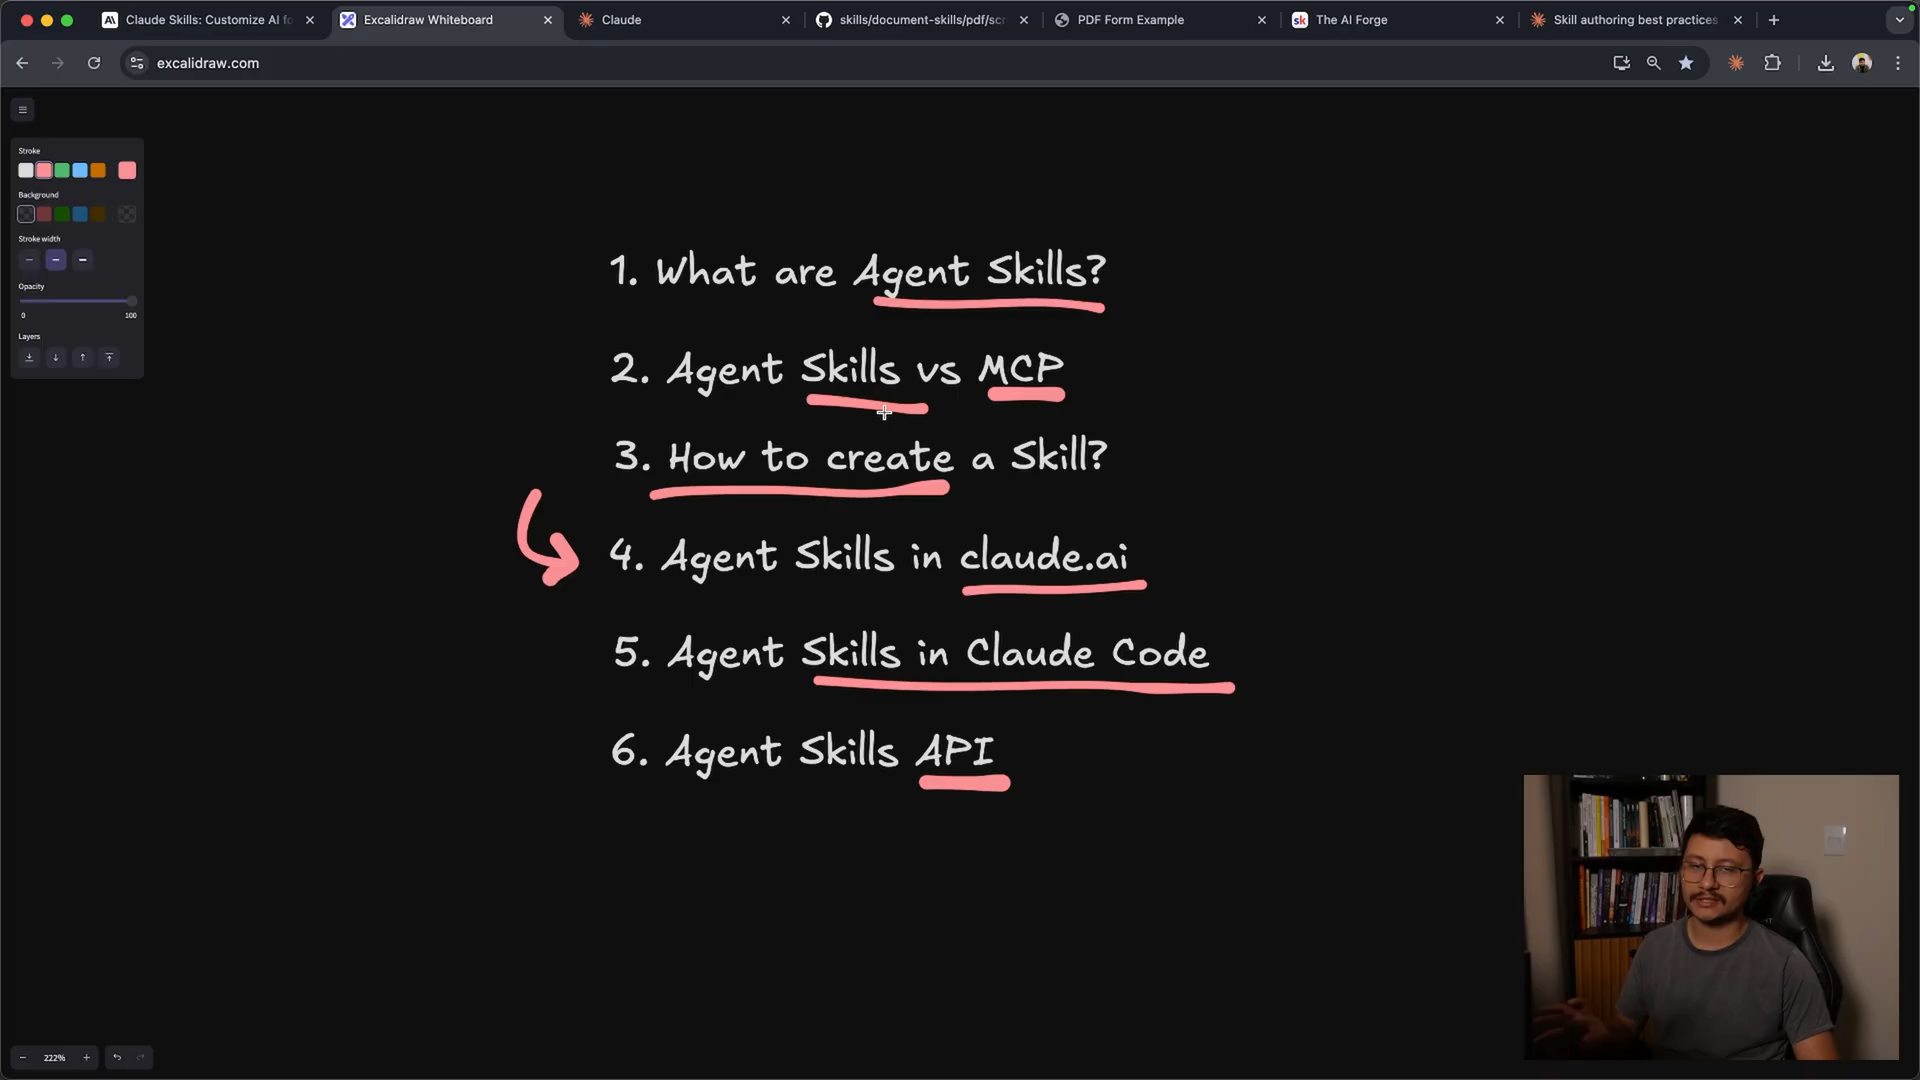 Claude Skills: Customize AI fo
Excalidraw Whiteboard
Claude
skills/document-skills/pdf/scr
PDF Form Example
The AI Forge
Skill authoring best practices
excalidraw.com
Stroke
Background
Stroke width
Opacity
0 100
Layers
1. What are Agent Skills?
2. Agent Skills vs MCP
3. How to create a Skill?
4. Agent Skills in claude.ai
5. Agent Skills in Claude Code
6. Agent Skills API
222%